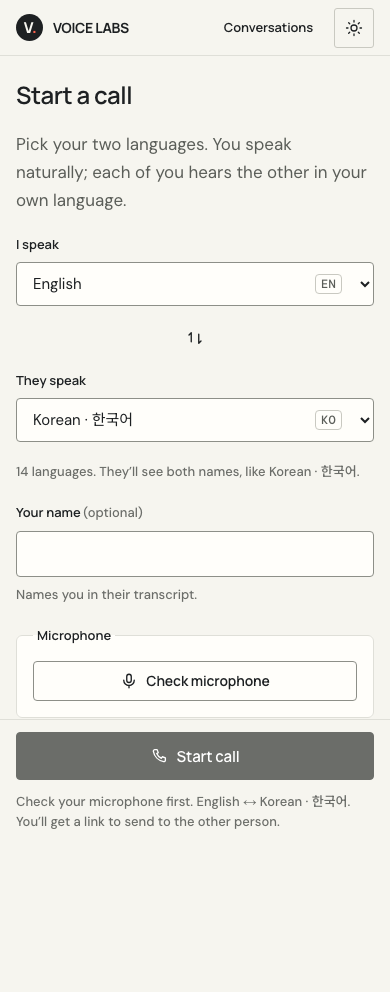 V.
VOICE LABS
Conversations
Start a call
Pick your two languages. You speak
naturally; each of you hears the other in your
own language.
I speak
English
EN
They speak
Korean · 한국어
KO
14 languages. They’ll see both names, like Korean · 한국어.
Your name (optional)
Names you in their transcript.
Microphone
Check microphone
Start call
Check your microphone first. English ↔ Korean · 한국어.
You’ll get a link to send to the other person.